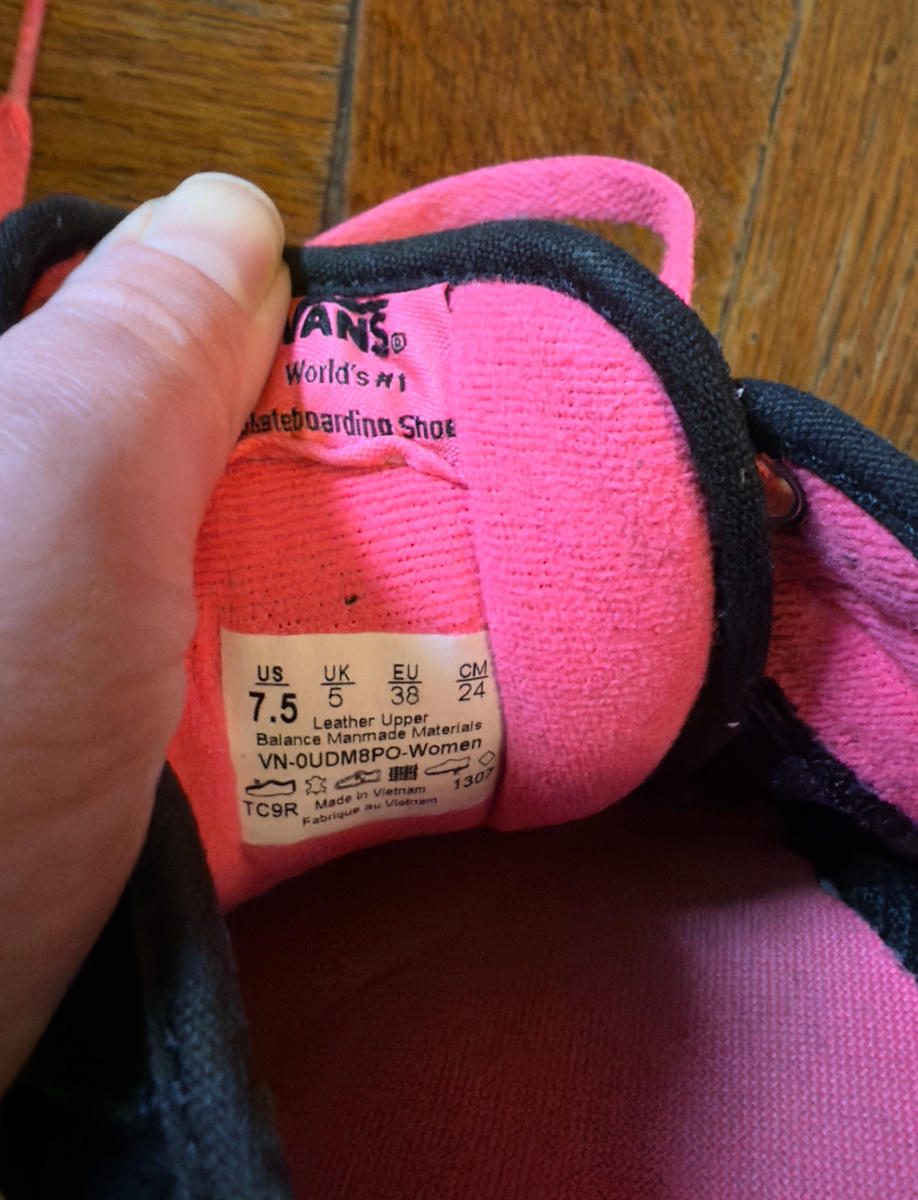 VANS®
World's #1
Skateboarding Shoe
US UK EU CM
7.5 5 38 24
Leather Upper
Balance Manmade Materials
VN-0UDM8PO-Women
1307
TC9R Made in Vietnam
Fabriqué au Vietnam